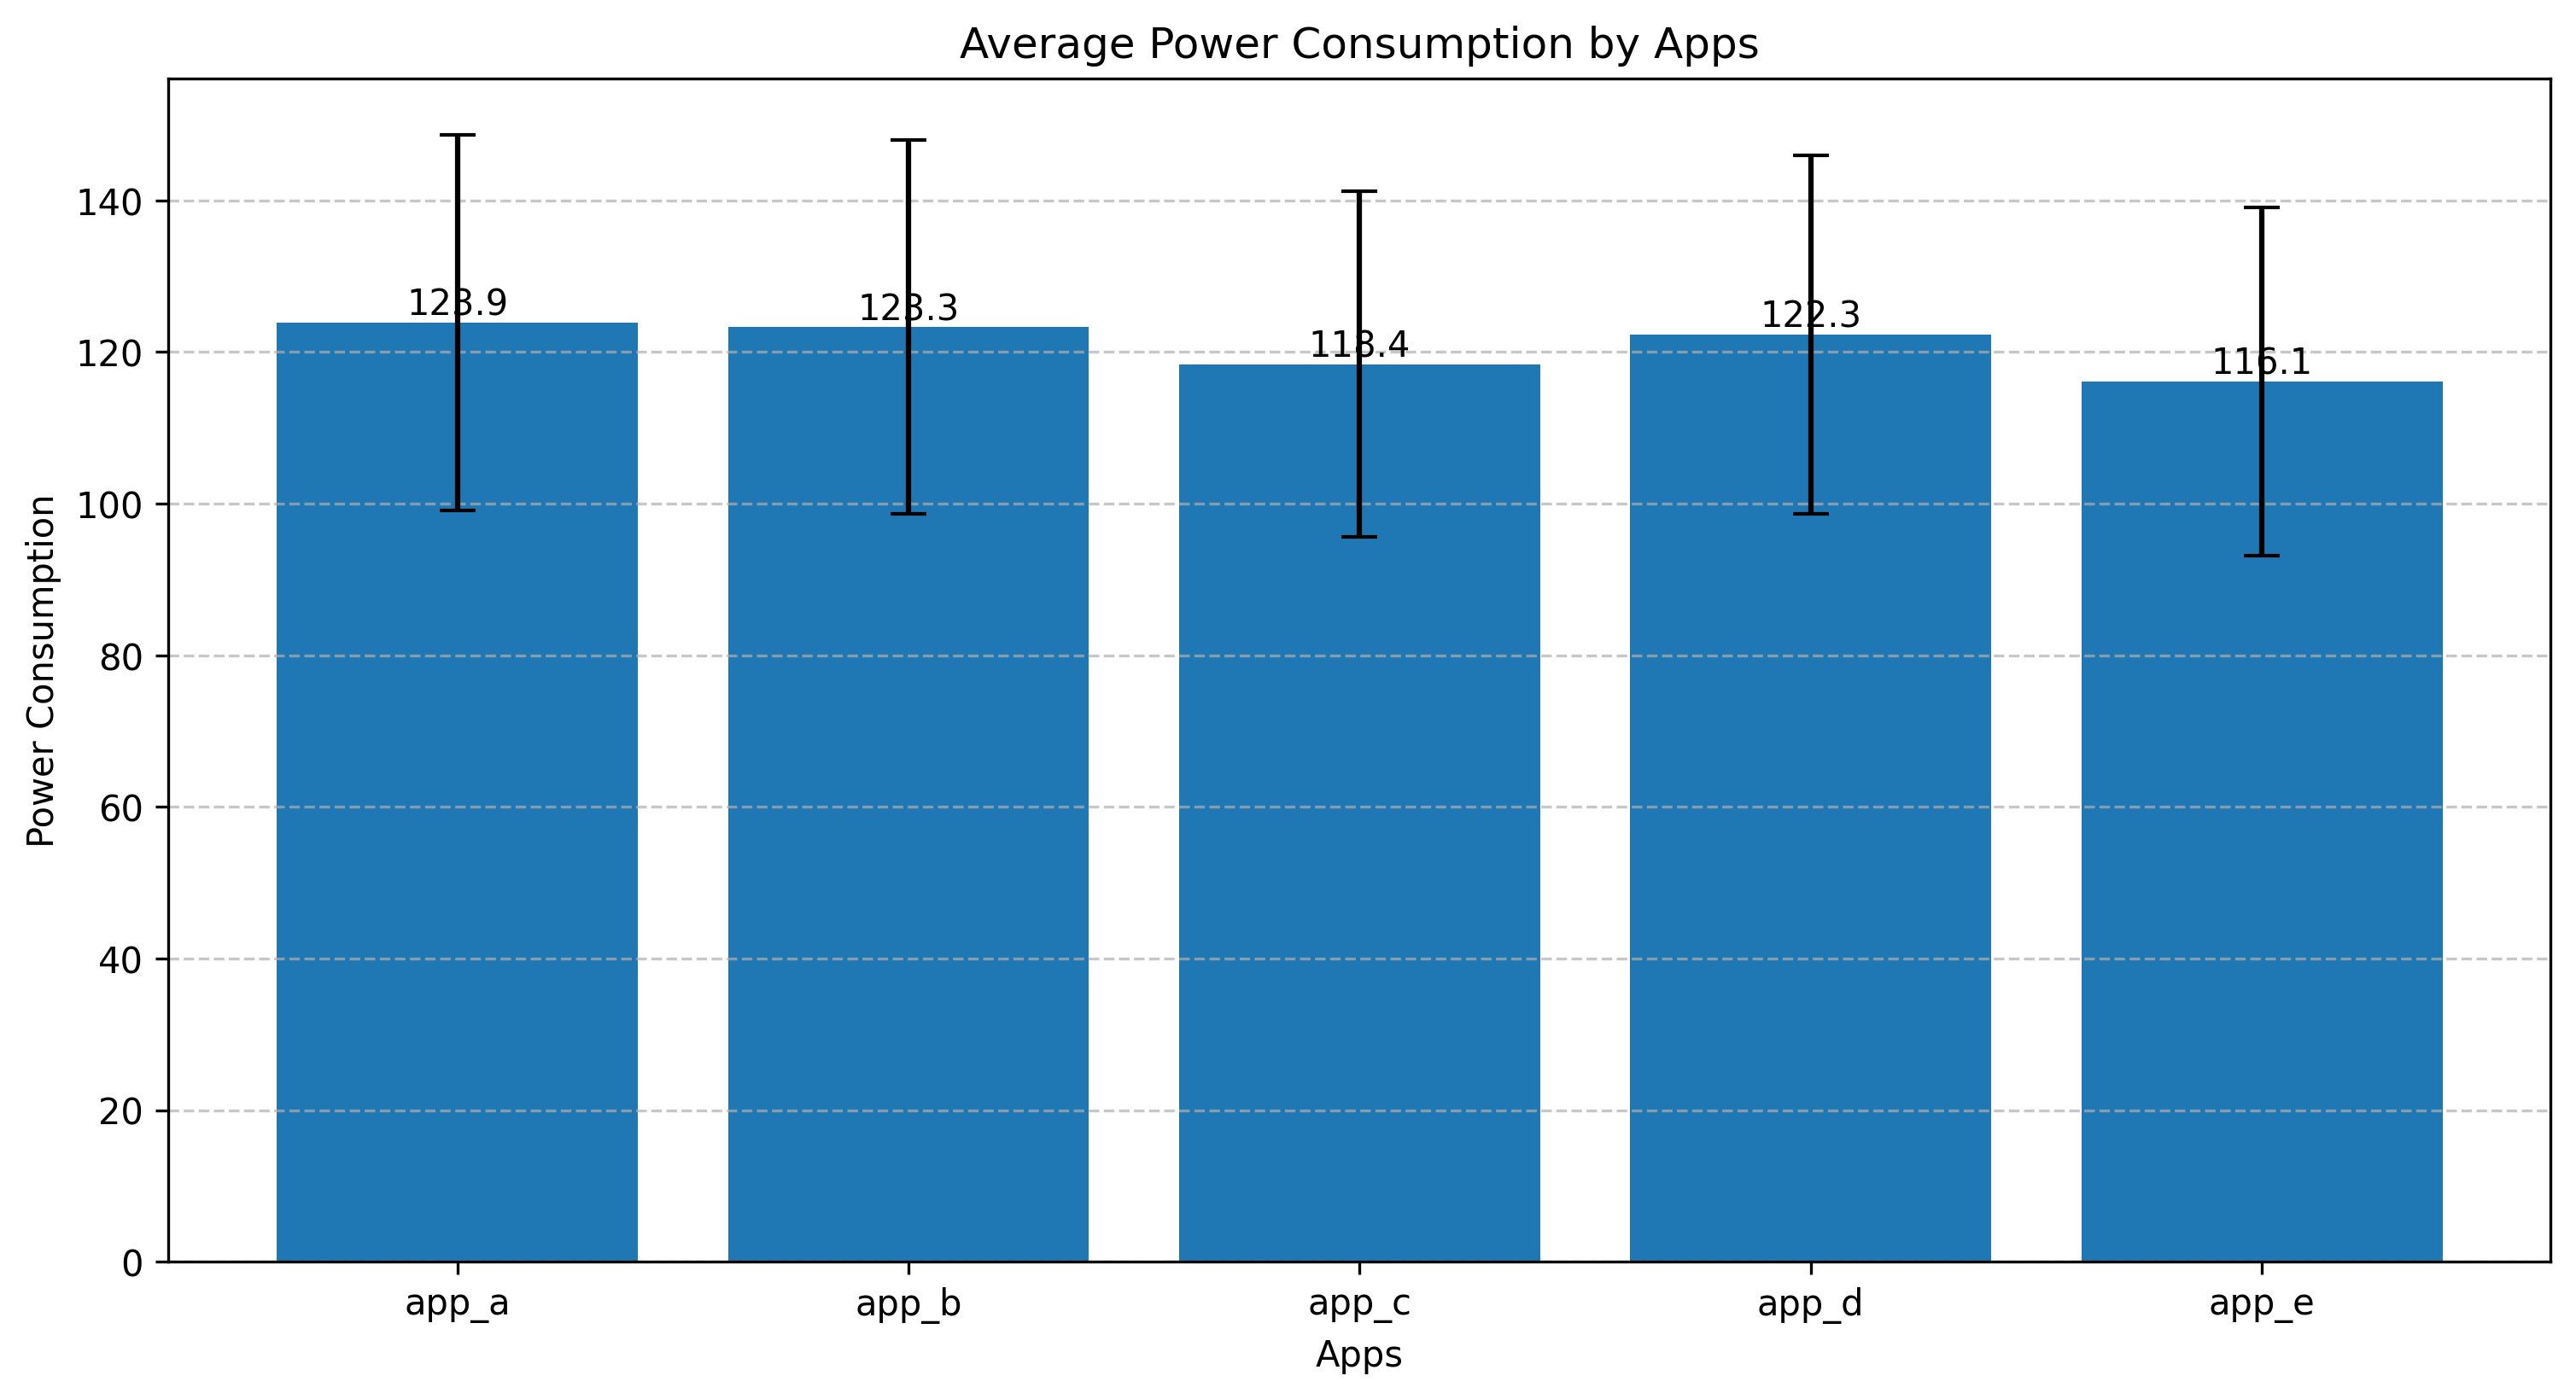 Average Power Consumption by Apps
Power Consumption
140
120
100
80
60
40
20
0
123.9
123.3
118.4
122.3
116.1
app_a
app_b
app_c
app_d
app_e
Apps